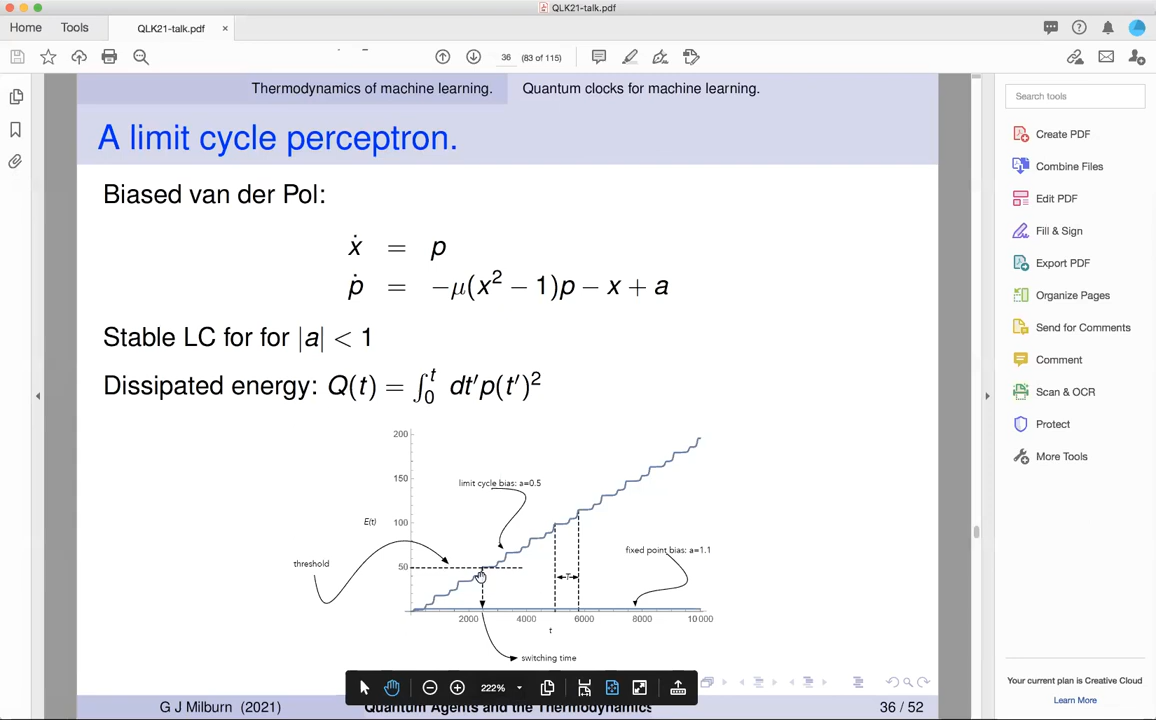 QLK21-talk.pdf
Home Tools QLK21-talk.pdf ×
36 (83 of 115)
Thermodynamics of machine learning. Quantum clocks for machine learning.
A limit cycle perceptron.
Biased van der Pol:
ẋ = p
ṗ = −μ(x² − 1)p − x + a
Stable LC for for |a| < 1
Dissipated energy: Q(t) = ∫₀ᵗ dt′p(t′)²
200
150
100
50
E(t)
limit cycle bias: a=0.5
threshold
fixed point bias: a=1.1
T
2000 4000 6000 8000 10000
t
switching time
222%
G J Milburn (2021) Quantum Agents and the Thermodynamics 36 / 52
Search tools
Create PDF
Combine Files
Edit PDF
Fill & Sign
Export PDF
Organize Pages
Send for Comments
Comment
Scan & OCR
Protect
More Tools
Your current plan is Creative Cloud
Learn More